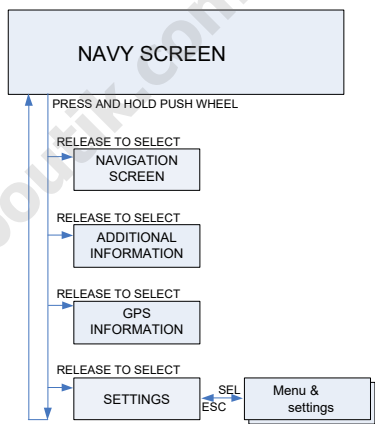 NAVY SCREEN
PRESS AND HOLD PUSH WHEEL
RELEASE TO SELECT
NAVIGATION
SCREEN
RELEASE TO SELECT
ADDITIONAL
INFORMATION
RELEASE TO SELECT
GPS
INFORMATION
RELEASE TO SELECT
SETTINGS
SEL
ESC
Menu &
settings